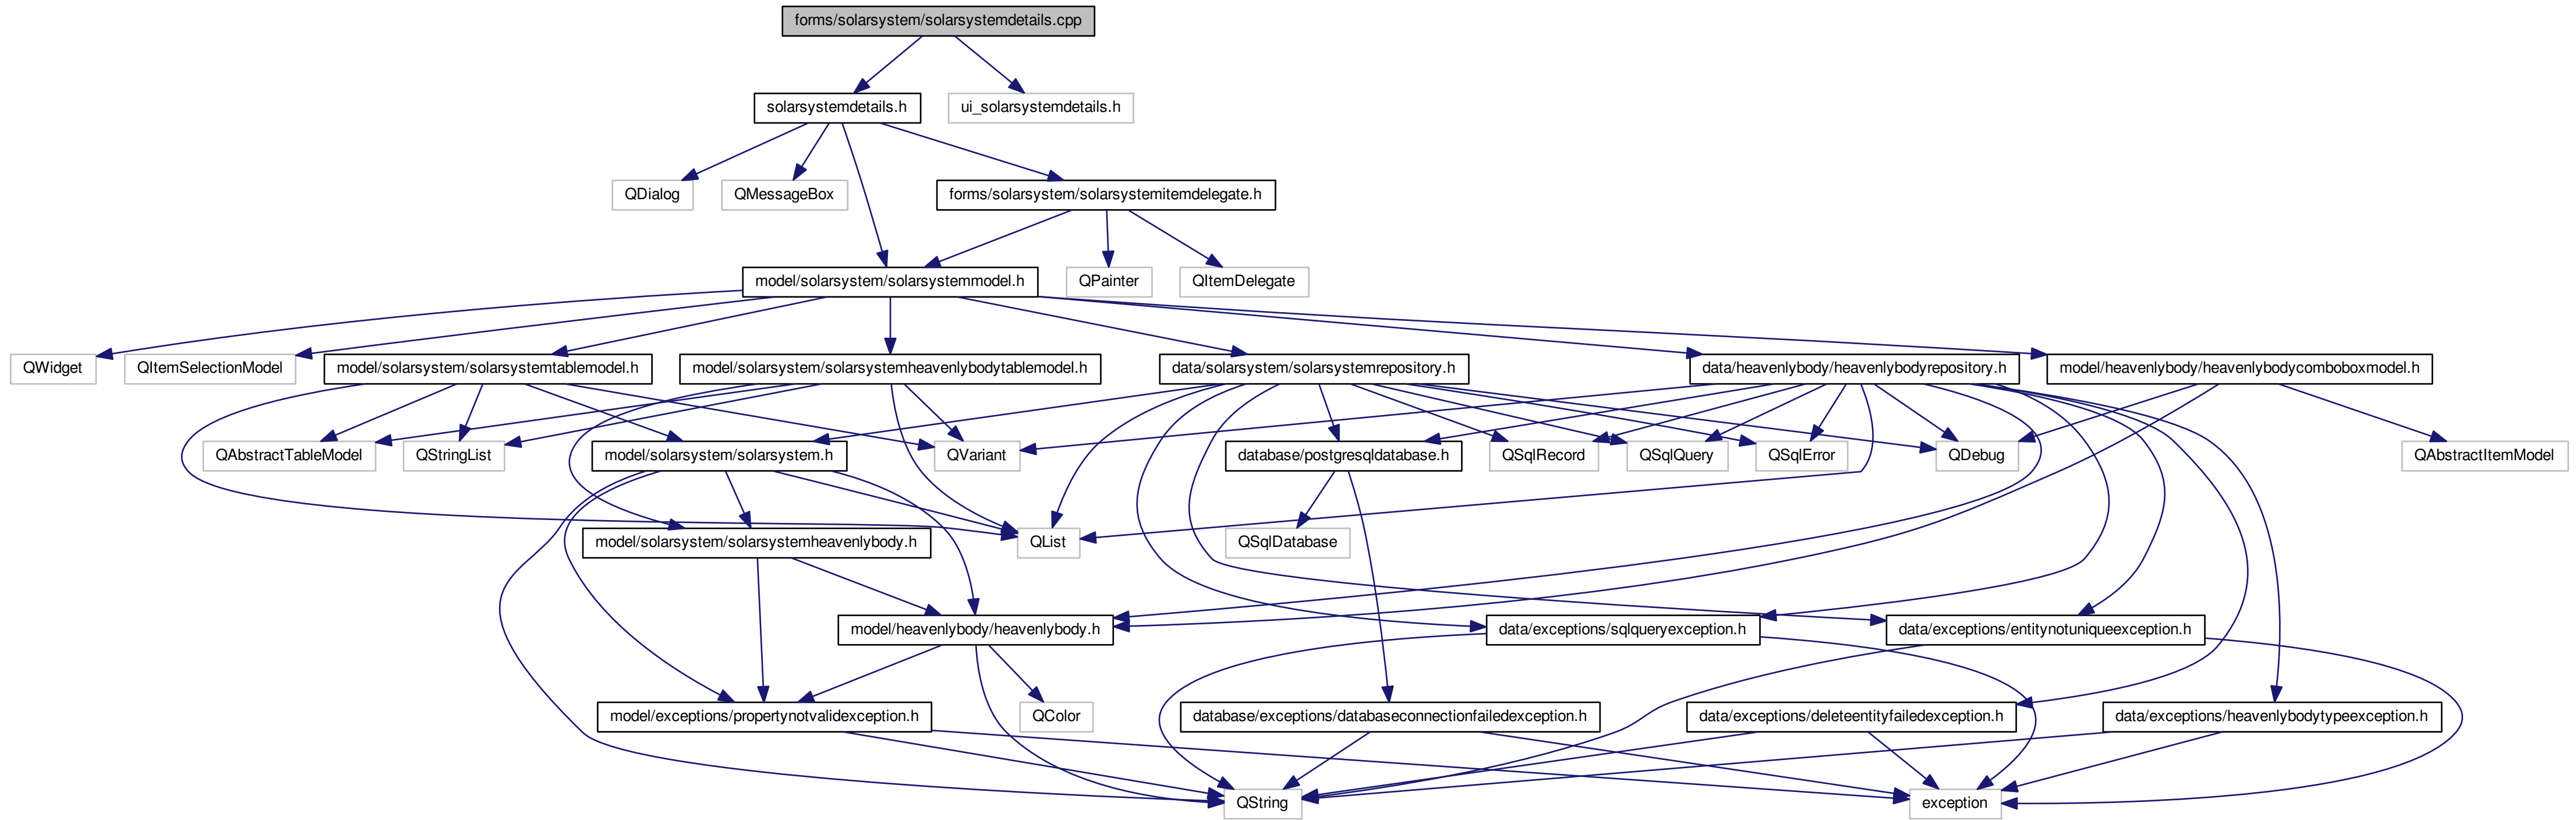 forms/solarsystem/solarsystemdetails.cpp
solarsystemdetails.h
ui_solarsystemdetails.h
QDialog
QMessageBox
forms/solarsystem/solarsystemitemdelegate.h
model/solarsystem/solarsystemmodel.h
QPainter
QItemDelegate
QWidget
QItemSelectionModel
model/solarsystem/solarsystemtablemodel.h
model/solarsystem/solarsystemheavenlybodytablemodel.h
data/solarsystem/solarsystemrepository.h
data/heavenlybody/heavenlybodyrepository.h
model/heavenlybody/heavenlybodycomboboxmodel.h
QAbstractTableModel
QStringList
model/solarsystem/solarsystem.h
QVariant
database/postgresqldatabase.h
QSqlRecord
QSqlQuery
QSqlError
QDebug
QAbstractItemModel
model/solarsystem/solarsystemheavenlybody.h
QList
QSqlDatabase
model/heavenlybody/heavenlybody.h
data/exceptions/sqlqueryexception.h
data/exceptions/entitynotuniqueexception.h
model/exceptions/propertynotvalidexception.h
QColor
database/exceptions/databaseconnectionfailedexception.h
data/exceptions/deleteentityfailedexception.h
data/exceptions/heavenlybodytypeexception.h
QString
exception